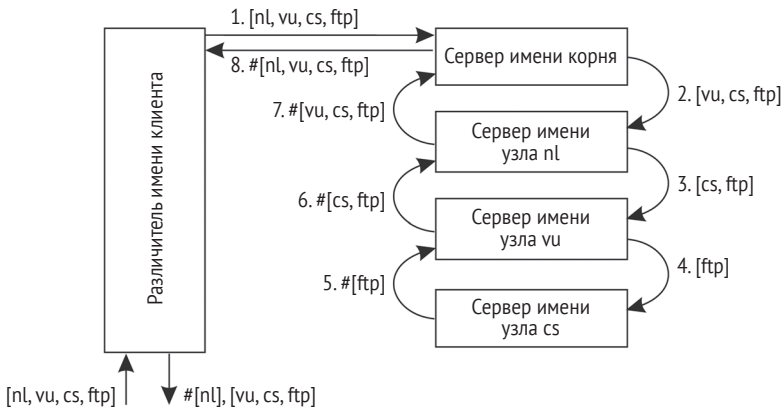 1. [nl, vu, cs, ftp]
8. #[nl, vu, cs, ftp]
Различитель имени клиента
Сервер имени корня
2. [vu, cs, ftp]
7. #[vu, cs, ftp]
Сервер имени
узла nl
3. [cs, ftp]
6. #[cs, ftp]
Сервер имени
узла vu
4. [ftp]
5. #[ftp]
Сервер имени
узла cs
[nl, vu, cs, ftp]
#[nl], [vu, cs, ftp]